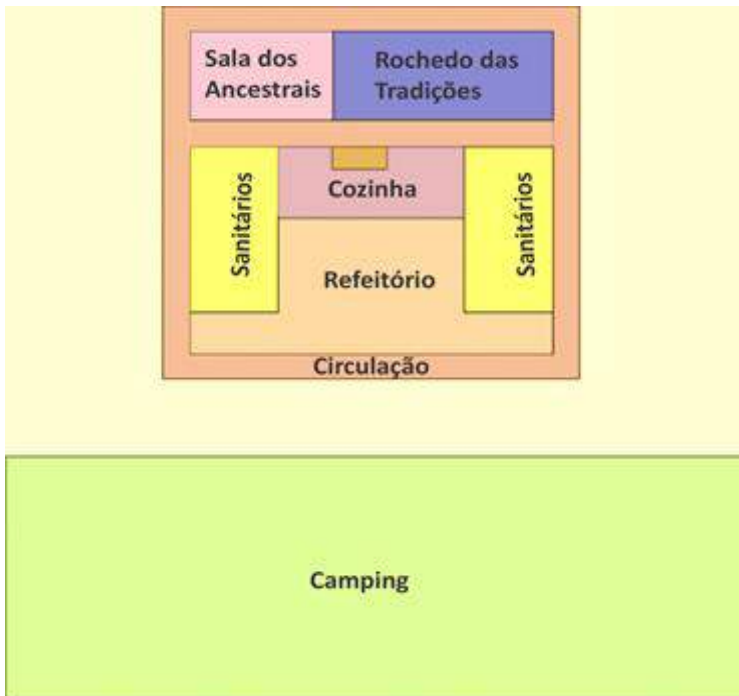 Sala dos
Ancestrais
Rochedo das
Tradições
Sanitários
Cozinha
Sanitários
Refeitório
Circulação
Camping